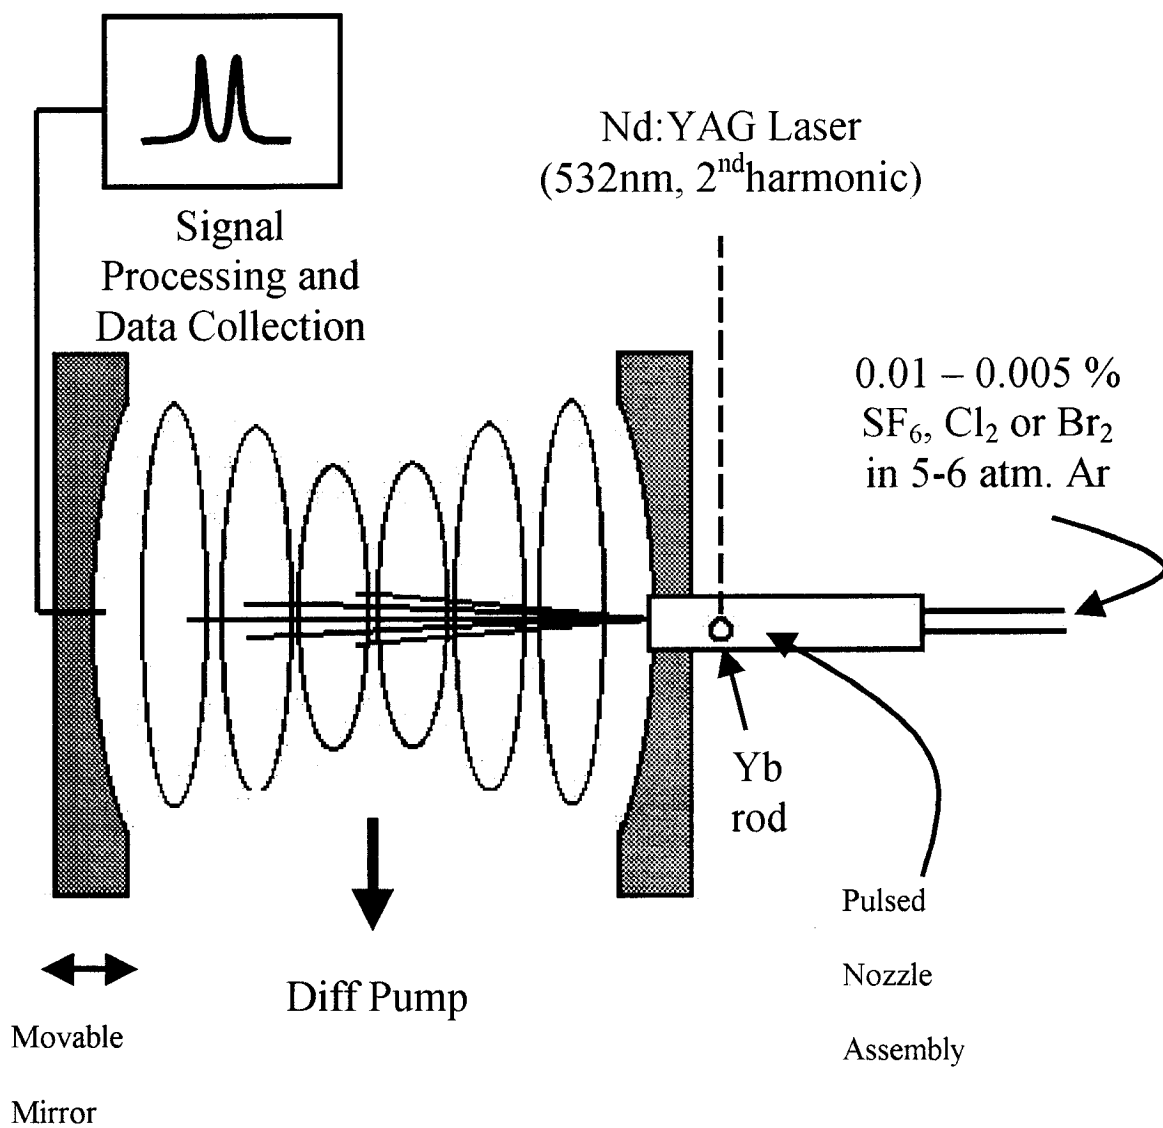 Signal
Processing and
Data Collection
Nd:YAG Laser
(532nm, 2ndharmonic)
0.01 – 0.005 %
SF6, Cl2 or Br2
in 5-6 atm. Ar
Yb
rod
Pulsed
Nozzle
Assembly
Diff Pump
Movable
Mirror